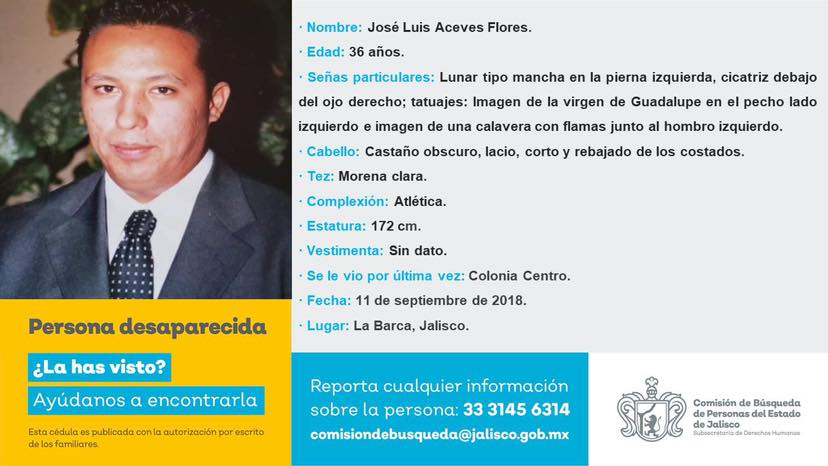 · Nombre: José Luis Aceves Flores.
· Edad: 36 años.
· Señas particulares: Lunar tipo mancha en la pierna izquierda, cicatriz debajo
del ojo derecho; tatuajes: Imagen de la virgen de Guadalupe en el pecho lado
izquierdo e imagen de una calavera con flamas junto al hombro izquierdo.
· Cabello: Castaño obscuro, lacio, corto y rebajado de los costados.
· Tez: Morena clara.
· Complexión: Atlética.
· Estatura: 172 cm.
· Vestimenta: Sin dato.
· Se le vio por última vez: Colonia Centro.
· Fecha: 11 de septiembre de 2018.
· Lugar: La Barca, Jalisco.
Persona desaparecida
¿La has visto?
Ayúdanos a encontrarla
Esta cédula es publicada con la autorización por escrito
de los familiares.
Reporta cualquier información
sobre la persona: 33 3145 6314
comisiondebusqueda@jalisco.gob.mx
Comisión de Búsqueda
de Personas del Estado
de Jalisco
Subsecretaría de Derechos Humanos